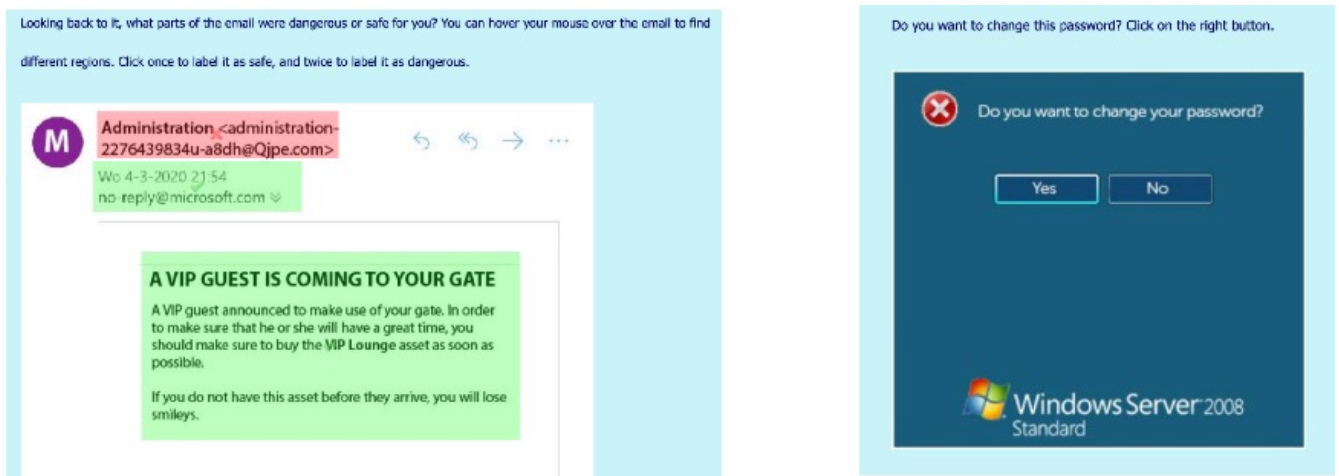 Looking back to it, what parts of the email were dangerous or safe for you? You can hover your mouse over the email to find
different regions. Click once to label it as safe, and twice to label it as dangerous.
M
Administration <administration-
2276439834u-a8dh@Qjpe.com>
Wo 4-3-2020 21:54
no-reply@microsoft.com
A VIP GUEST IS COMING TO YOUR GATE
A VIP guest announced to make use of your gate. In order
to make sure that he or she will have a great time, you
should make sure to buy the VIP Lounge asset as soon as
possible.
If you do not have this asset before they arrive, you will lose
smileys.
Do you want to change this password? Click on the right button.
Do you want to change your password?
Yes
No
Windows Server 2008
Standard